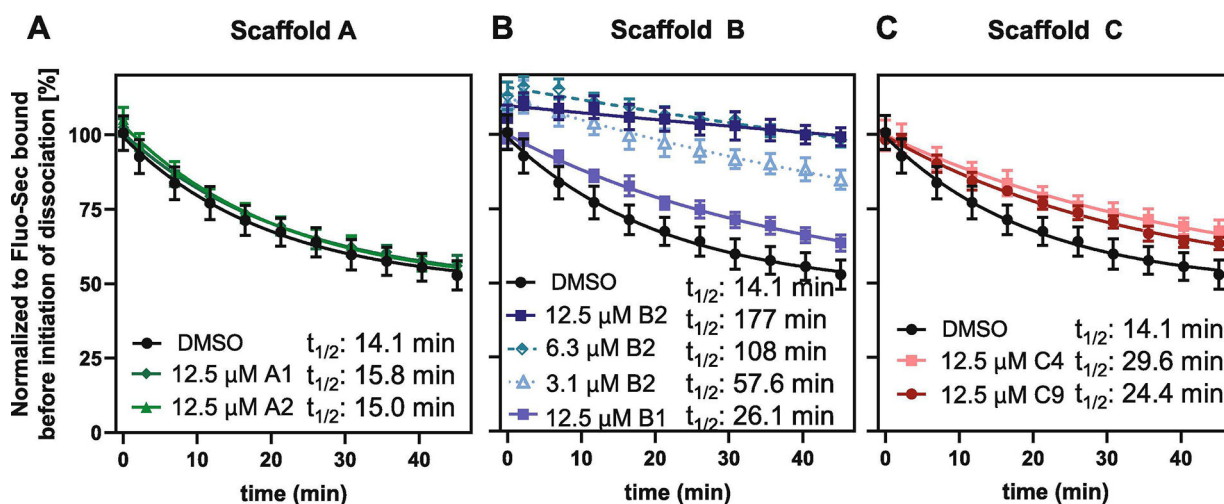 A
Scaffold A
B
Scaffold B
C
Scaffold C
Normalized to Fluo-Sec bound
before initiation of dissociation [%]
100
75
50
25
0
DMSO t1/2: 14.1 min
12.5 µM A1 t1/2: 15.8 min
12.5 µM A2 t1/2: 15.0 min
0 10 20 30 40
time (min)
DMSO t1/2: 14.1 min
12.5 µM B2 t1/2: 177 min
6.3 µM B2 t1/2: 108 min
3.1 µM B2 t1/2: 57.6 min
12.5 µM B1 t1/2: 26.1 min
0 10 20 30 40
time (min)
DMSO t1/2: 14.1 min
12.5 µM C4 t1/2: 29.6 min
12.5 µM C9 t1/2: 24.4 min
0 10 20 30 40
time (min)